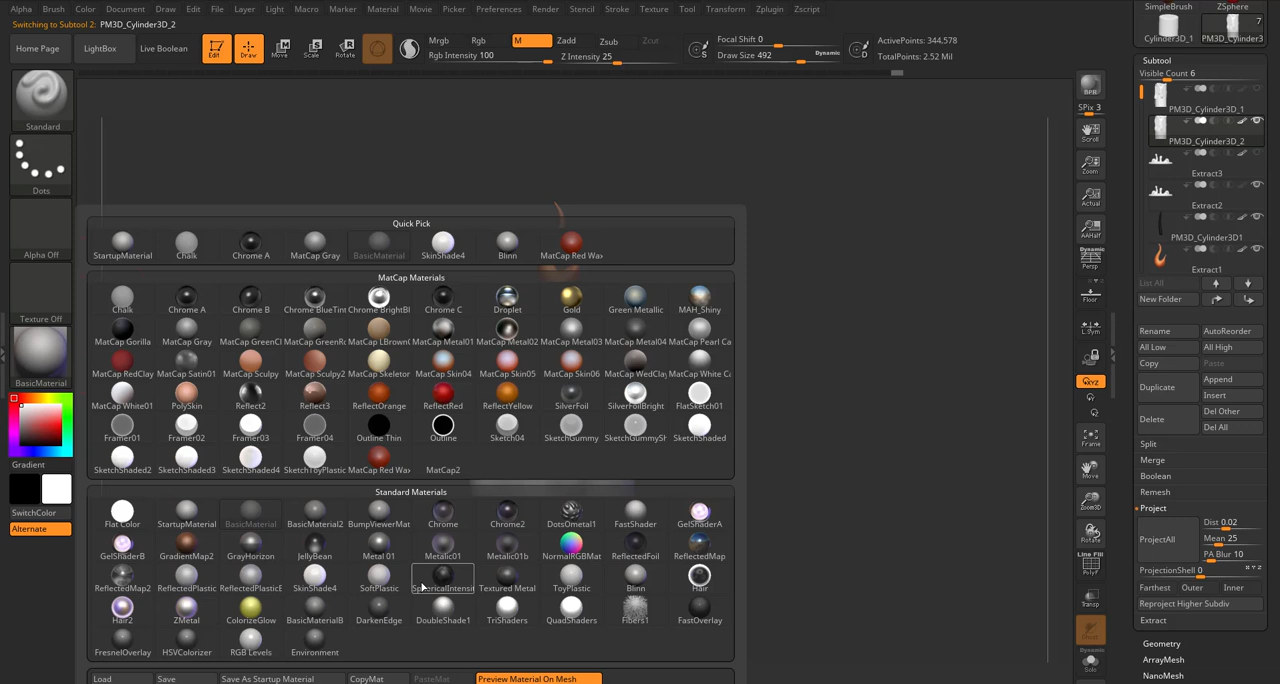 Alpha Brush Color Document Draw Edit File Layer Light Macro Marker Material Movie Picker Preferences Render Stencil Stroke Texture Tool Transform Zplugin Zscript
Switching to Subtool 2: PM3D_Cylinder3D_2
Home Page LightBox Live Boolean Edit Draw Move Scale Rotate
Mrgb Rgb M Zadd Zsub Zcut
Rgb Intensity 100 Z Intensity 25
S Focal Shift 0
Draw Size 492 Dynamic D
ActivePoints: 344,578
TotalPoints: 2.52 Mil
SimpleBrush ZSphere
7
Cylinder3D_1 PM3D_Cylinder3
Subtool
Visible Count 6
PM3D_Cylinder3D_1
PM3D_Cylinder3D_2
Extract3
Extract2
PM3D_Cylinder3D1
Extract1
List All
New Folder
Rename AutoReorder
All Low All High
Copy Paste
Duplicate Append
Insert
Delete Del Other
Del All
Split
Merge
Boolean
Remesh
Project
ProjectAll Dist 0.02
Mean 25
PA Blur 10
ProjectionShell 0
Farthest Outer Inner
Reproject Higher Subdiv
Extract
Geometry
ArrayMesh
NanoMesh
Standard
Dots
Alpha Off
Texture Off
BasicMaterial
Gradient
SwitchColor
Alternate
BPR
SPix 3
Scroll
Zoom
Actual
AAHalf
Dynamic
Persp
Floor
L.Sym
XYZ
Frame
Move
Zoom3D
Rotate
Line Fill
PolyF
Transp
Dynamic
Solo
Quick Pick
StartupMaterial Chalk Chrome A MatCap Gray BasicMaterial SkinShade4 Blinn MatCap Red Wax
MatCap Materials
Chalk Chrome A Chrome B Chrome BlueTint Chrome BrightBl Chrome C Droplet Gold Green Metallic MAH_Shiny
MatCap Gorilla MatCap Gray MatCap GreenCl MatCap GreenRo MatCap LBrownC MatCap Metal01 MatCap Metal02 MatCap Metal03 MatCap Metal04 MatCap Pearl Ca
MatCap RedClay MatCap Satin01 MatCap Sculpy MatCap Sculpy2 MatCap Skeletor MatCap Skin04 MatCap Skin05 MatCap Skin06 MatCap WedClay MatCap White C
MatCap White01 PolySkin Reflect2 Reflect3 ReflectOrange ReflectRed ReflectYellow SilverFoil SilverFoilBright FlatSketch01
Framer01 Framer02 Framer03 Framer04 Outline Thin Outline Sketch04 SketchGummy SketchGummySh SketchShaded
SketchShaded2 SketchShaded3 SketchShaded4 SketchToyPlastic MatCap Red Wax MatCap2
Standard Materials
Flat Color StartupMaterial BasicMaterial BasicMaterial2 BumpViewerMat Chrome Chrome2 DotsOmetal1 FastShader GelShaderA
GelShaderB GradientMap2 GrayHorizon JellyBean Metal 01 Metalic01 Metalic01b NormalRGBMat ReflectedFoil ReflectedMap
ReflectedMap2 ReflectedPlastic ReflectedPlasticE SkinShade4 SoftPlastic SphericalIntensit Textured Metal ToyPlastic Blinn Hair
Hair2 ZMetal ColorizeGlow BasicMaterialB DarkenEdge DoubleShade1 TriShaders QuadShaders Fibers1 FastOverlay
FresnelOverlay HSVColorizer RGB Levels Environment
Load Save Save As Startup Material CopyMat PasteMat Preview Material On Mesh